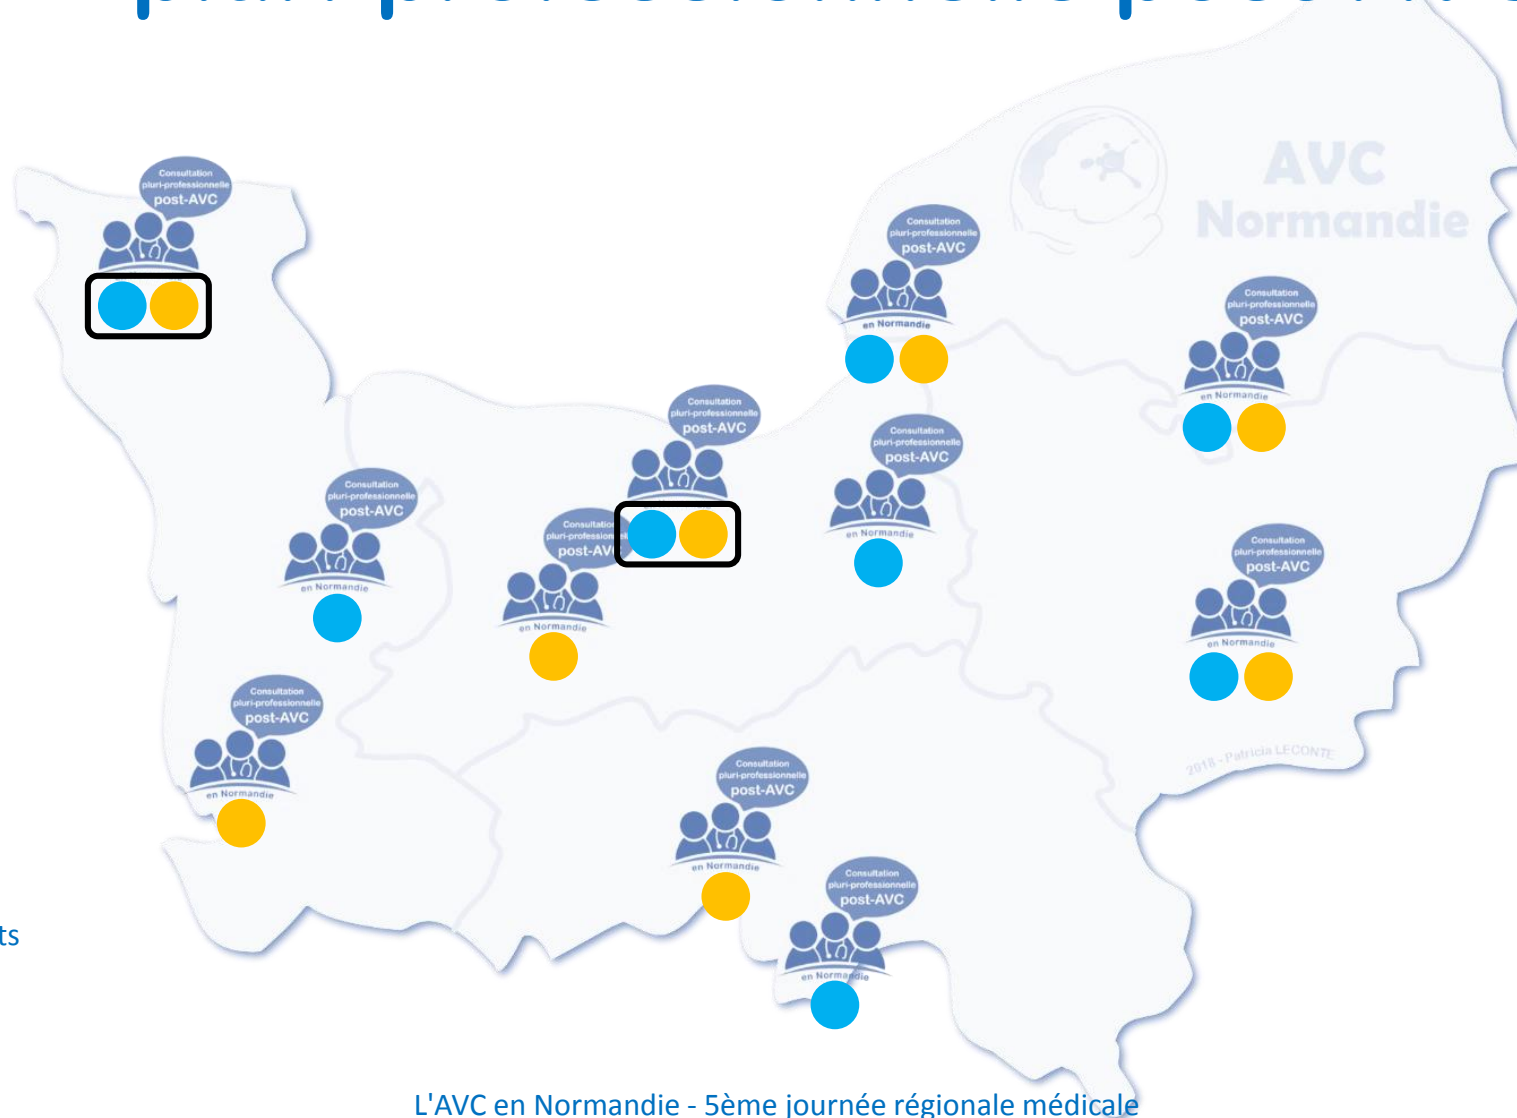 Consultation
pluri-professionnelle
post-AVC
AVC
Normandie
Consultation
pluri-professionnelle
post-AVC
en Normandie
Consultation
pluri-professionnelle
post-AVC
en Normandie
Consultation
pluri-professionnelle
post-AVC
Consultation
pluri-professionnelle
post-AVC
en Normandie
Consultation
pluri-professionnelle
post-AVC
en Normandie
Consultation
post-AVC
en Normandie
Consultation
pluri-professionnelle
post-AVC
en Normandie
Consultation
pluri-professionnelle
post-AVC
en Normandie
2018 - Patricia LECONTE
Consultation
pluri-professionnelle
post-AVC
en Normandie
Consultation
pluri-professionnelle
post-AVC
en Normandie
ts
L'AVC en Normandie - 5ème journée régionale médicale